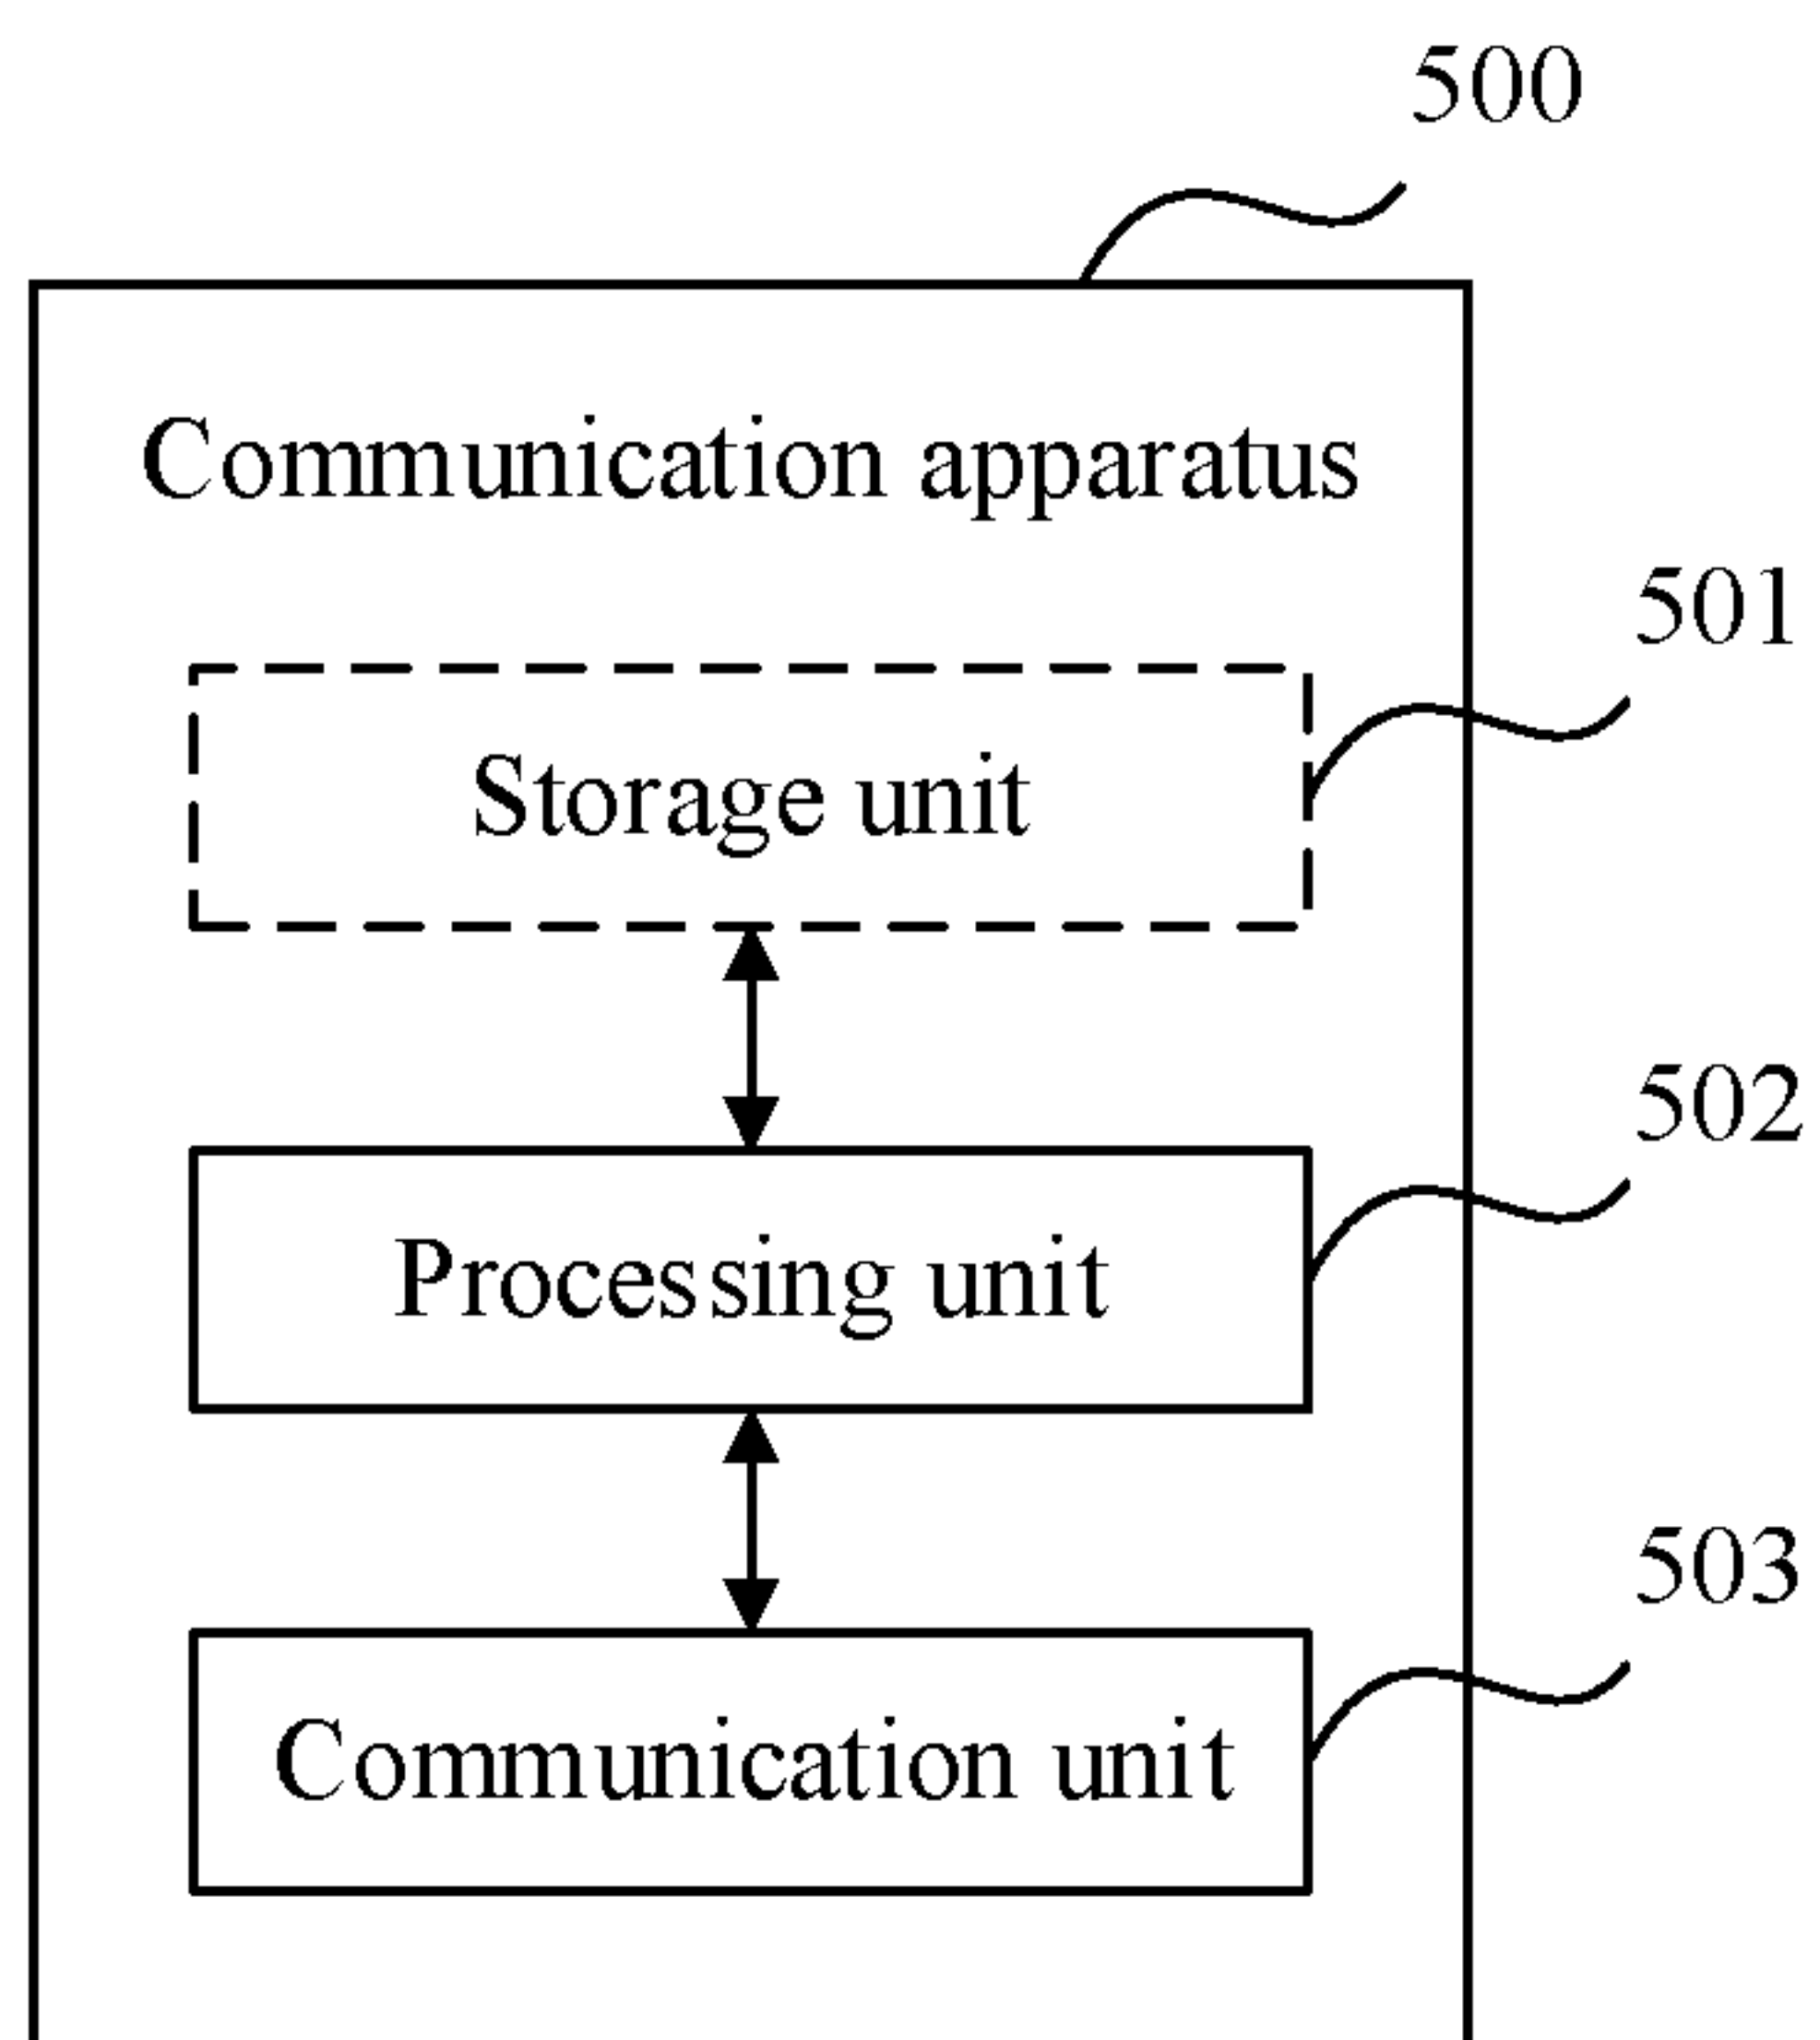 500
Communication apparatus
501
Storage unit
502
Processing unit
503
Communication unit